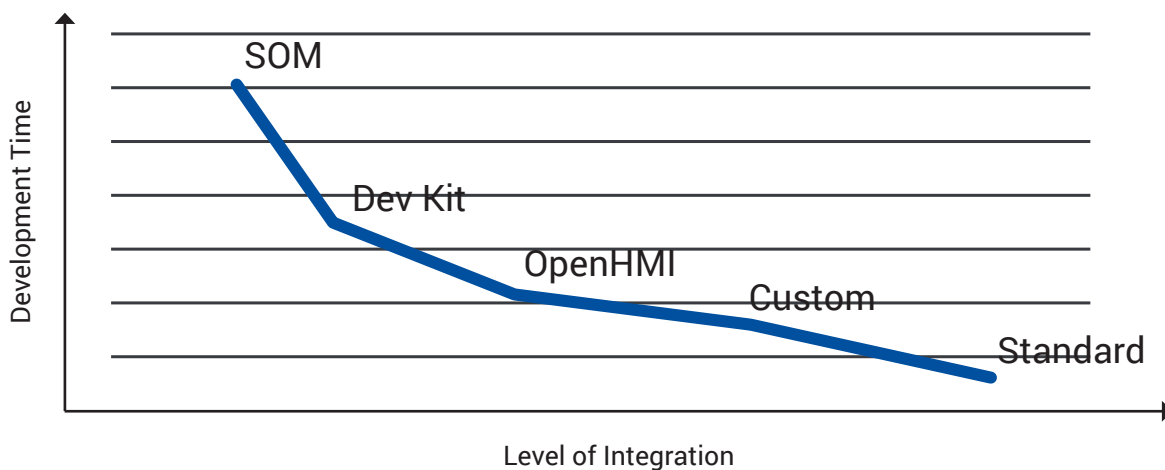 SOM
Dev Kit
OpenHMI
Custom
Standard
Development Time
Level of Integration